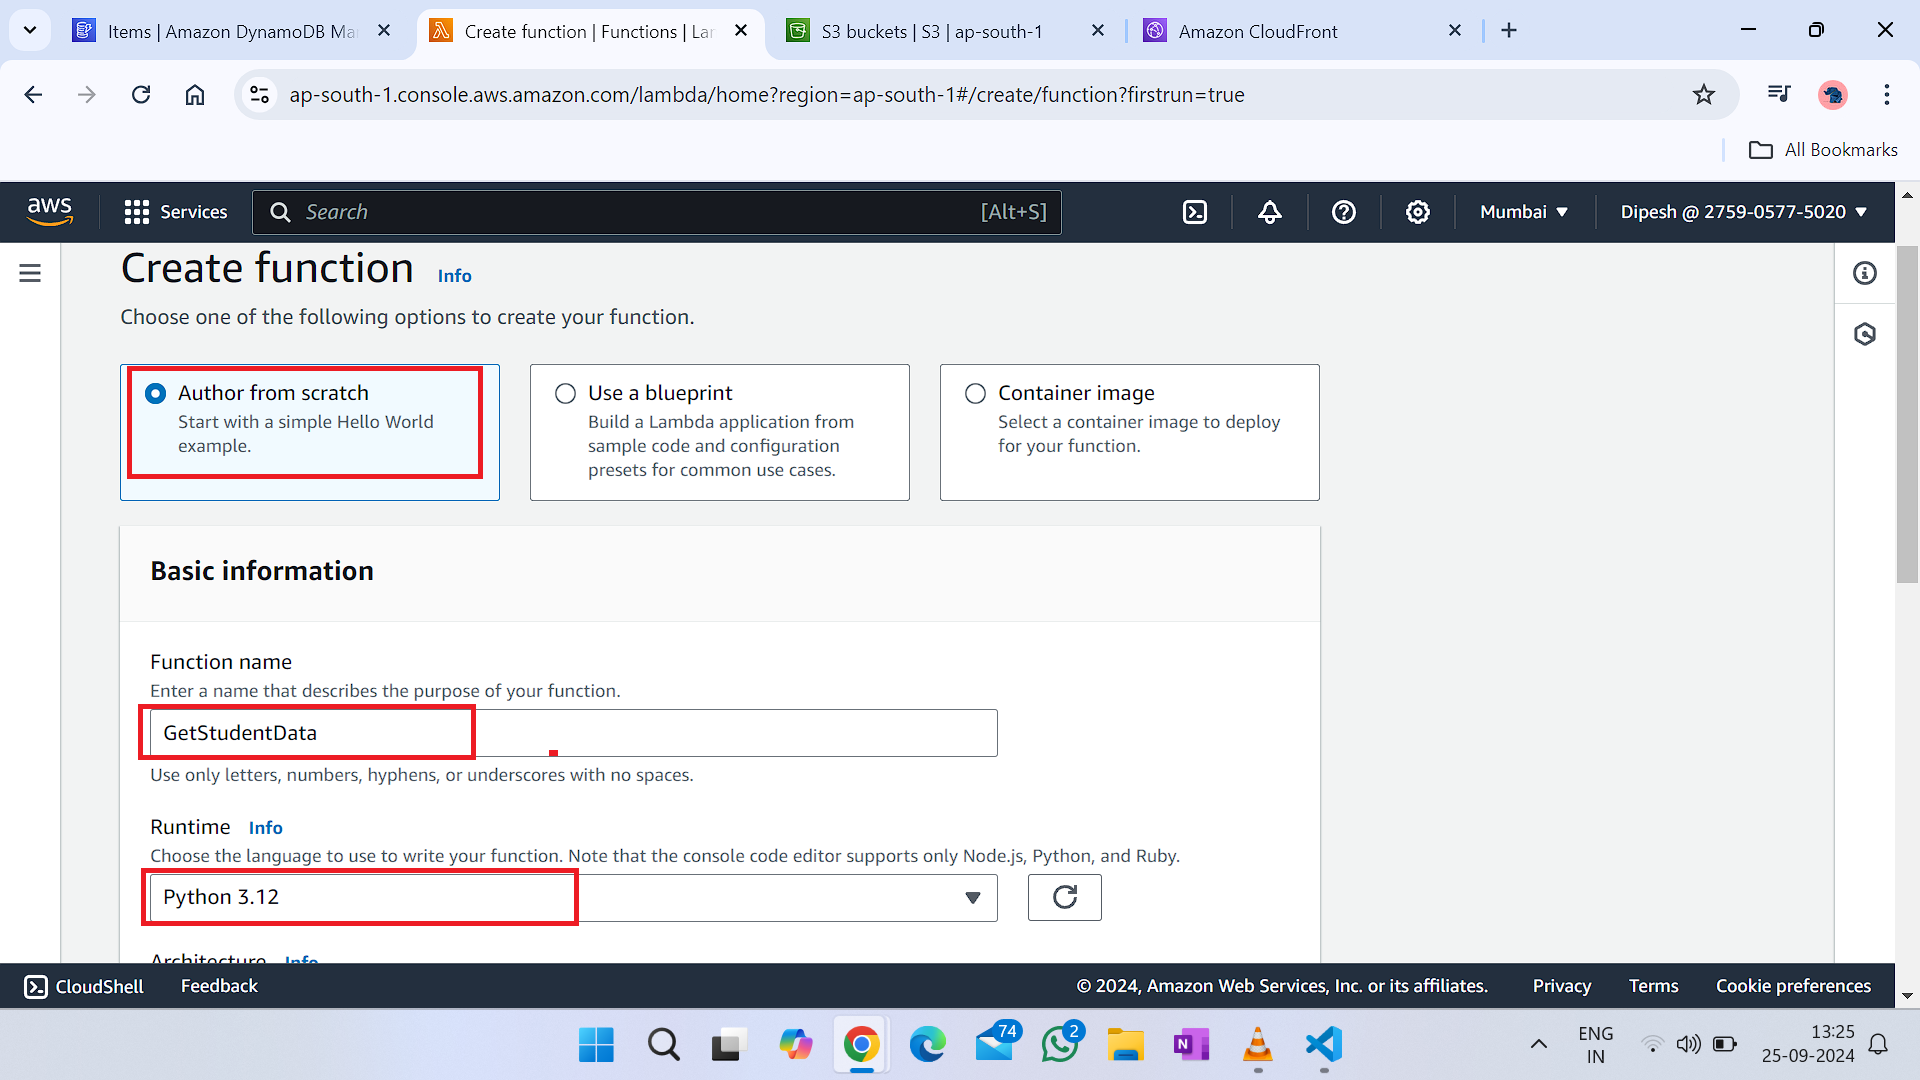 Items | Amazon DynamoDB Ma
Create function | Functions | Lar
S3 buckets | S3 | ap-south-1
Amazon CloudFront
ap-south-1.console.aws.amazon.com/lambda/home?region=ap-south-1#/create/function?firstrun=true
All Bookmarks
aws
Services
Search
[Alt+S]
Mumbai
Dipesh @ 2759-0577-5020
Create function Info
Choose one of the following options to create your function.
Author from scratch
Start with a simple Hello World
example.
Use a blueprint
Build a Lambda application from
sample code and configuration
presets for common use cases.
Container image
Select a container image to deploy
for your function.
Basic information
Function name
Enter a name that describes the purpose of your function.
GetStudentData
Use only letters, numbers, hyphens, or underscores with no spaces.
Runtime Info
Choose the language to use to write your function. Note that the console code editor supports only Node.js, Python, and Ruby.
Python 3.12
Architecture Info
CloudShell
Feedback
© 2024, Amazon Web Services, Inc. or its affiliates.
Privacy
Terms
Cookie preferences
74
2
N
ENG
IN
13:25
25-09-2024